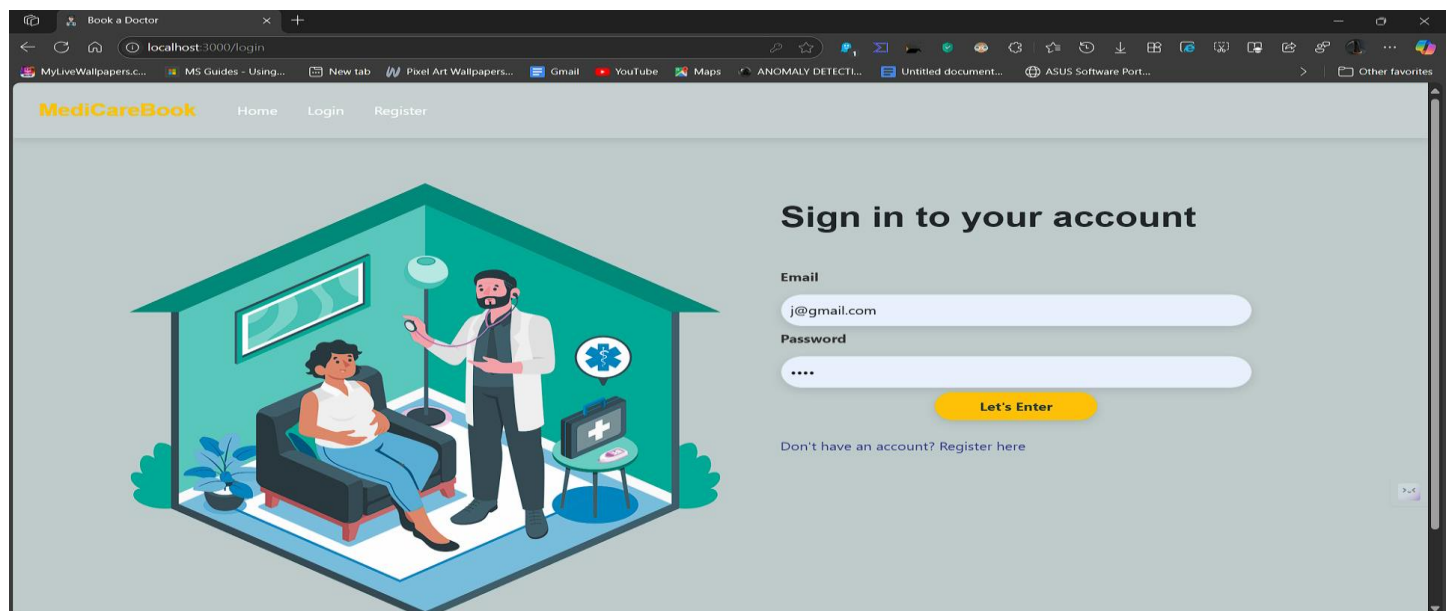 Book a Doctor
localhost:3000/login
1
MyLiveWallpapers.c... MS Guides - Using... New tab Pixel Art Wallpapers... Gmail YouTube Maps ANOMALY DETECTI... Untitled document... ASUS Software Port... Other favorites
MediCareBook Home Login Register
Sign in to your account
Email
j@gmail.com
Password
••••
Let's Enter
Don't have an account? Register here